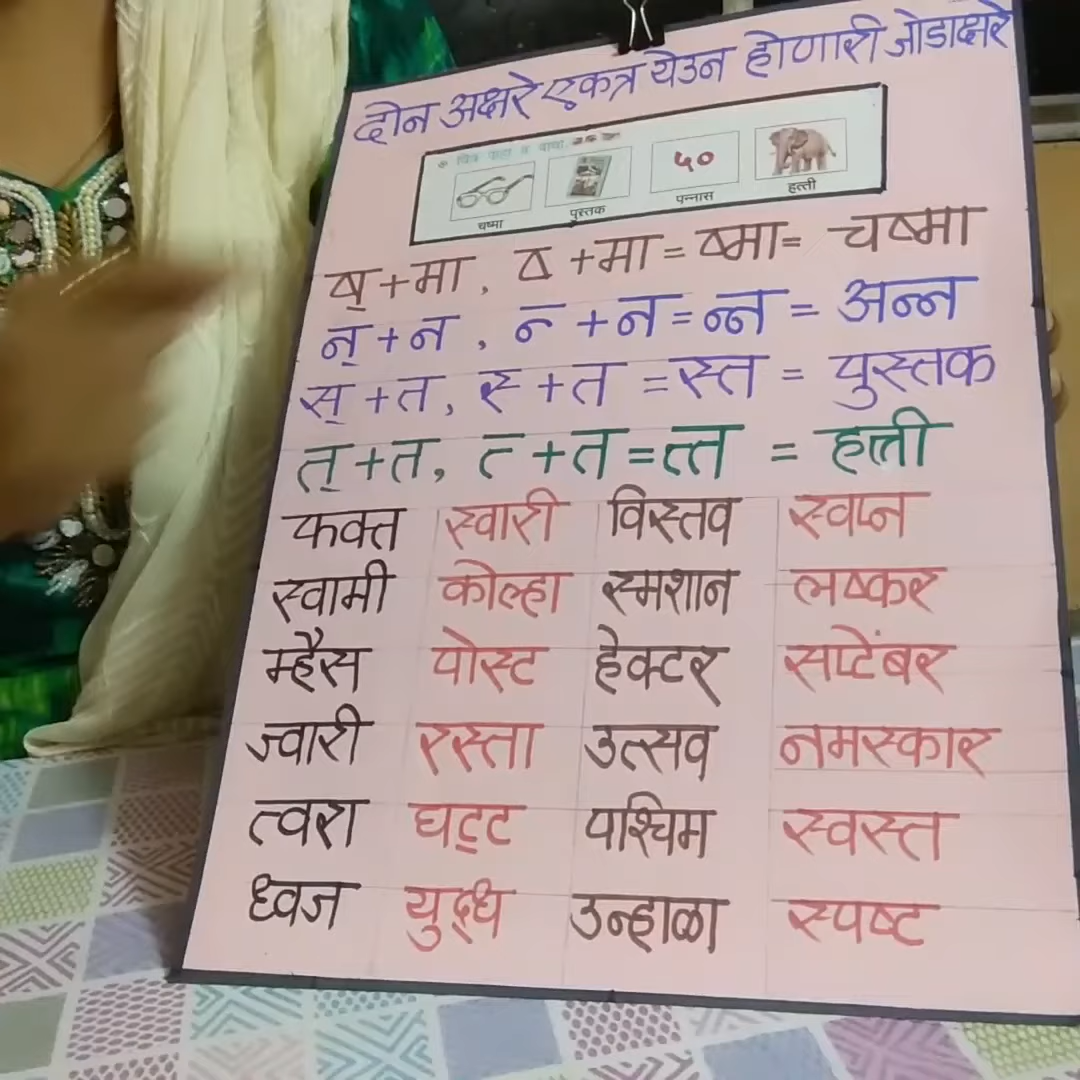 दोन अक्षरे एकत्र येउन होणारी जोडाक्षरे
चित्र पाहा व वाचा
५०
चष्मा पुस्तक पन्नास हत्ती
ष्+मा, ष्‍ +मा = ष्मा = चष्मा
न्+न, न्‍ +न = न्न = अन्न
स्+त, स्‍ +त = स्त = पुस्तक
त्+त, त्‍ +त = त्त = हत्ती
फक्त स्वारी विस्तव स्वप्न
स्वामी कोल्हा स्मशान लष्कर
म्हैस पोस्ट हेक्टर सप्टेंबर
ज्वारी रस्ता उत्सव नमस्कार
त्वरा घट्ट पश्चिम स्वस्त
ध्वज युद्ध उन्हाळा स्पष्ट